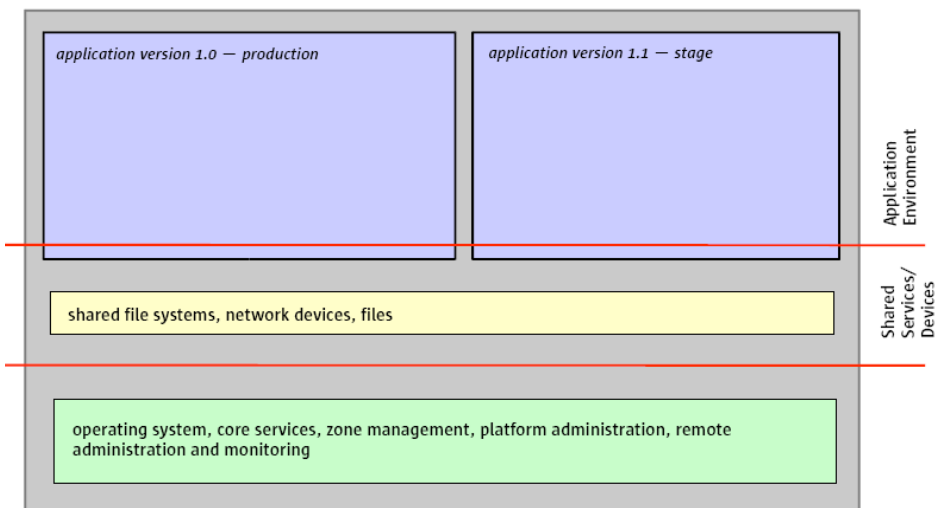 application version 1.0 — production
application version 1.1 — stage
Application
Environment
shared file systems, network devices, files
Shared
Services/
Devices
operating system, core services, zone management, platform administration, remote
administration and monitoring